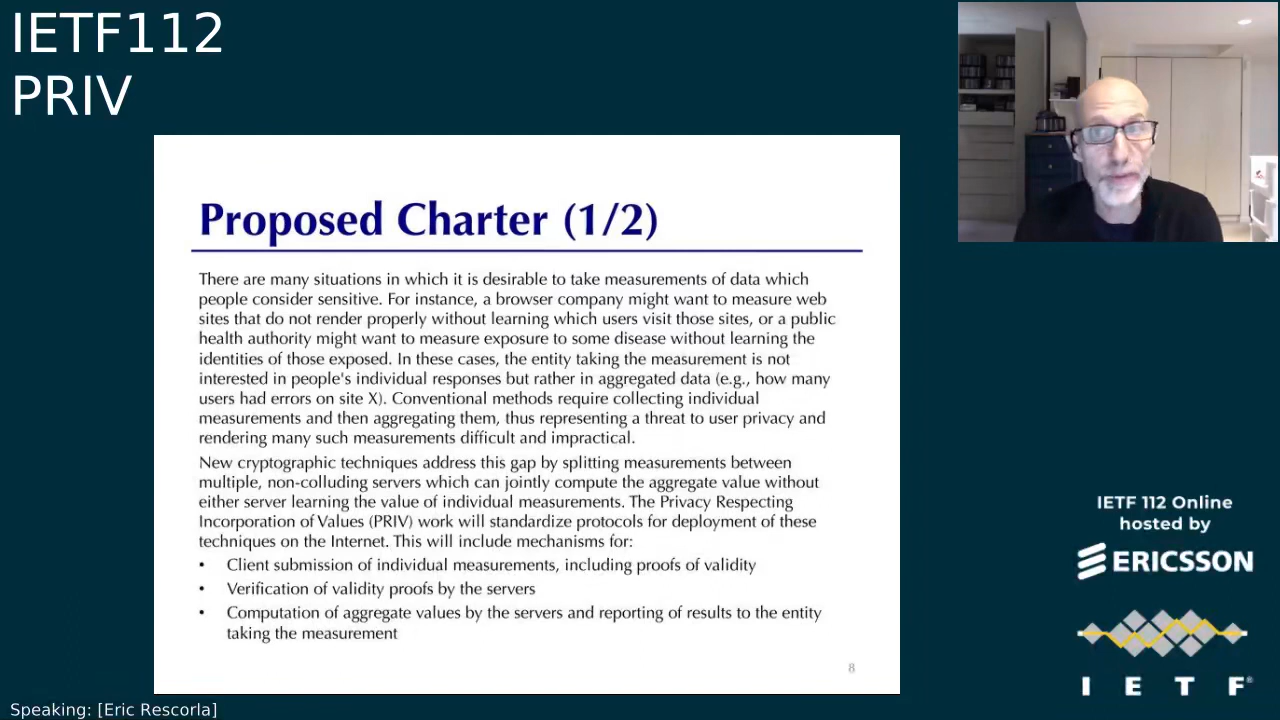 IETF112
PRIV
Proposed Charter (1/2)
There are many situations in which it is desirable to take measurements of data which
people consider sensitive. For instance, a browser company might want to measure web
sites that do not render properly without learning which users visit those sites, or a public
health authority might want to measure exposure to some disease without learning the
identities of those exposed. In these cases, the entity taking the measurement is not
interested in people's individual responses but rather in aggregated data (e.g., how many
users had errors on site X). Conventional methods require collecting individual
measurements and then aggregating them, thus representing a threat to user privacy and
rendering many such measurements difficult and impractical.
New cryptographic techniques address this gap by splitting measurements between
multiple, non-colluding servers which can jointly compute the aggregate value without
either server learning the value of individual measurements. The Privacy Respecting
Incorporation of Values (PRIV) work will standardize protocols for deployment of these
techniques on the Internet. This will include mechanisms for:
• Client submission of individual measurements, including proofs of validity
• Verification of validity proofs by the servers
• Computation of aggregate values by the servers and reporting of results to the entity
taking the measurement
8
IETF 112 Online
hosted by
ERICSSON
I E T F®
Speaking: [Eric Rescorla]